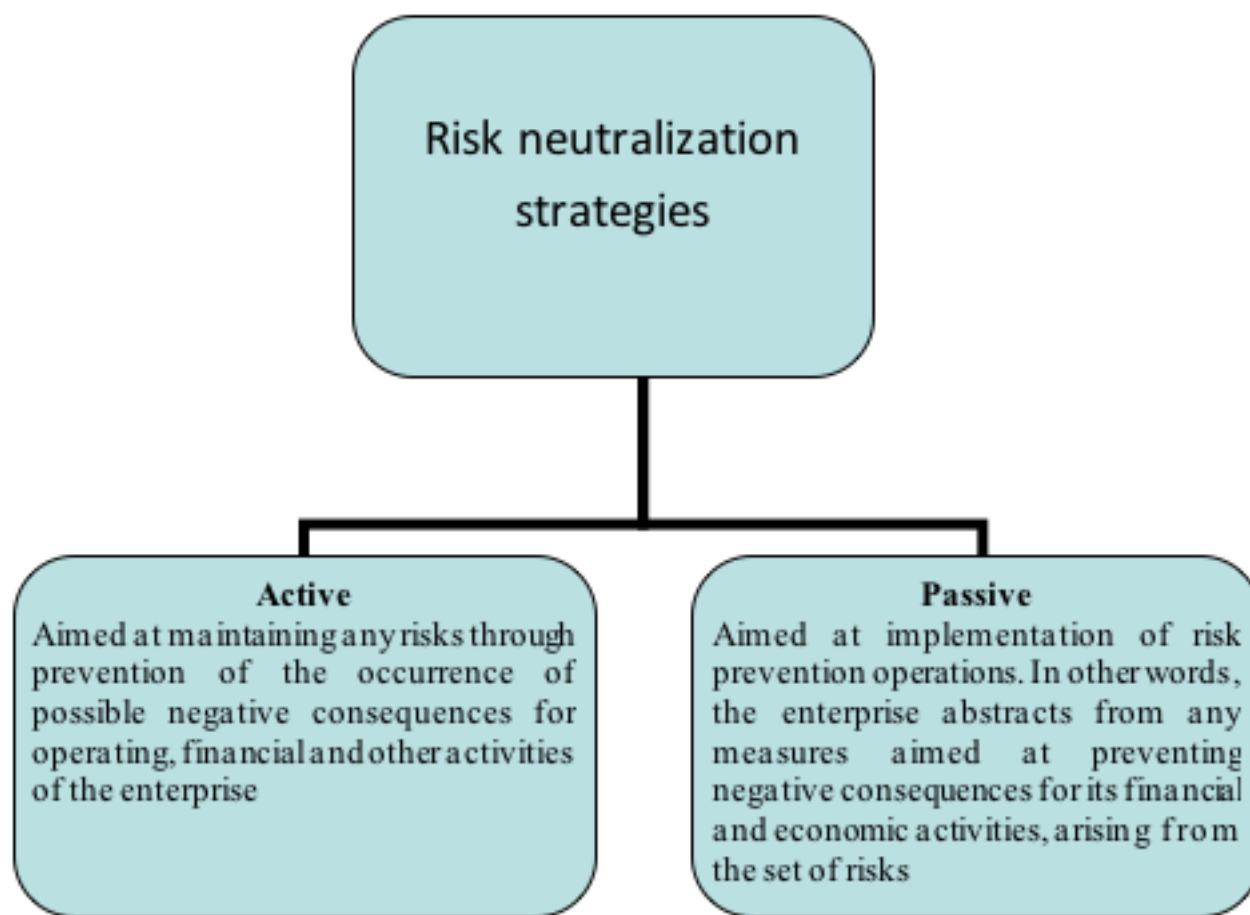 Risk neutralization
strategies
Active
Aimed at maintaining any risks through
prevention of the occurrence of
possible negative consequences for
operating, financial and other activities
of the enterprise
Passive
Aimed at implementation of risk
prevention operations. In other words,
the enterprise abstracts from any
measures aimed at preventing
negative consequences for its financial
and economic activities, arising from
the set of risks